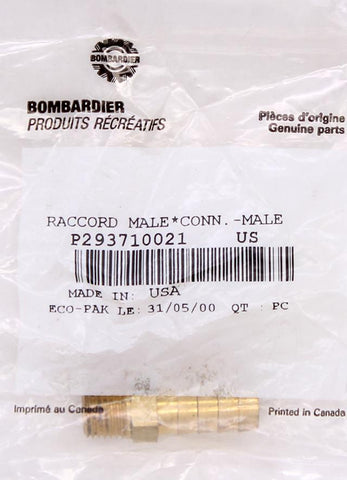 BOMBARDIER
BOMBARDIER
PRODUITS RÉCRÉATIFS
Pièces d'origine
Genuine parts
RACCORD MALE*CONN.-MALE
P293710021 US
MADE IN: USA
ECO-PAK LE: 31/05/00 QT : PC
Imprimé au Canada
Printed in Canada